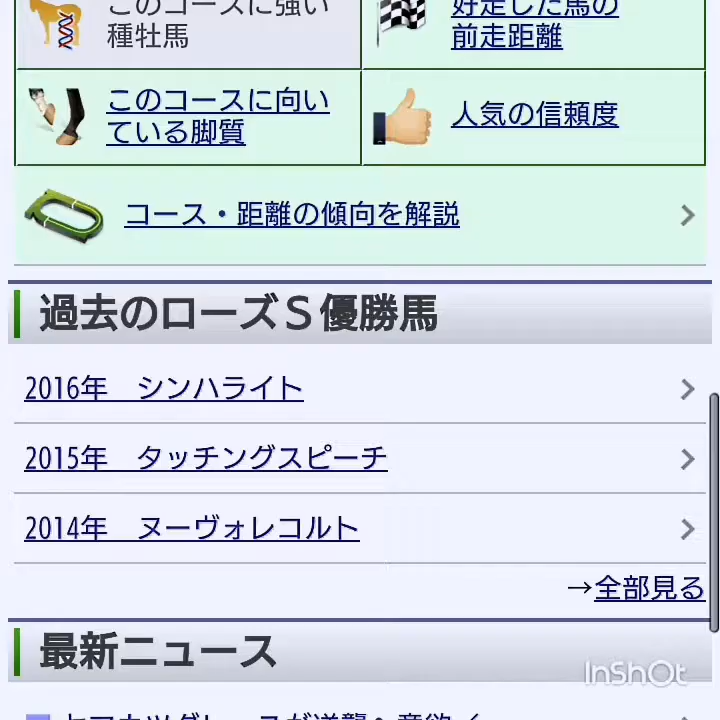 このコースに強い
種牡馬
好走した馬の
前走距離
このコースに向い
ている脚質
人気の信頼度
コース・距離の傾向を解説
過去のローズS優勝馬
2016年 シンハライト
2015年 タッチングスピーチ
2014年 ヌーヴォレコルト
→全部見る
最新ニュース
InShOt